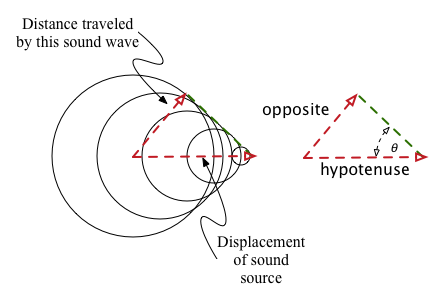 Distance traveled
by this sound wave
opposite
θ
hypotenuse
Displacement
of sound
source